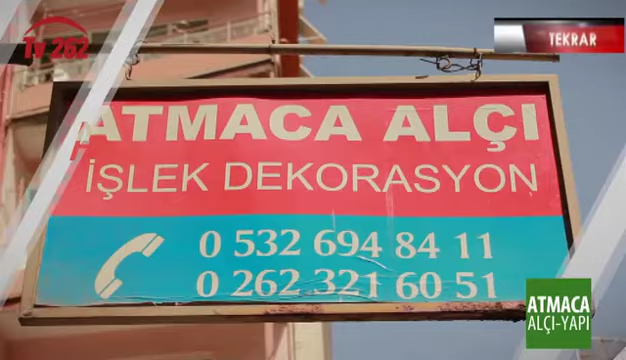 TV 262
TEKRAR
ATMACA ALÇI
İŞLEK DEKORASYON
0 532 694 84 11
0 262 321 60 51
ATMACA
ALÇI-YAPI